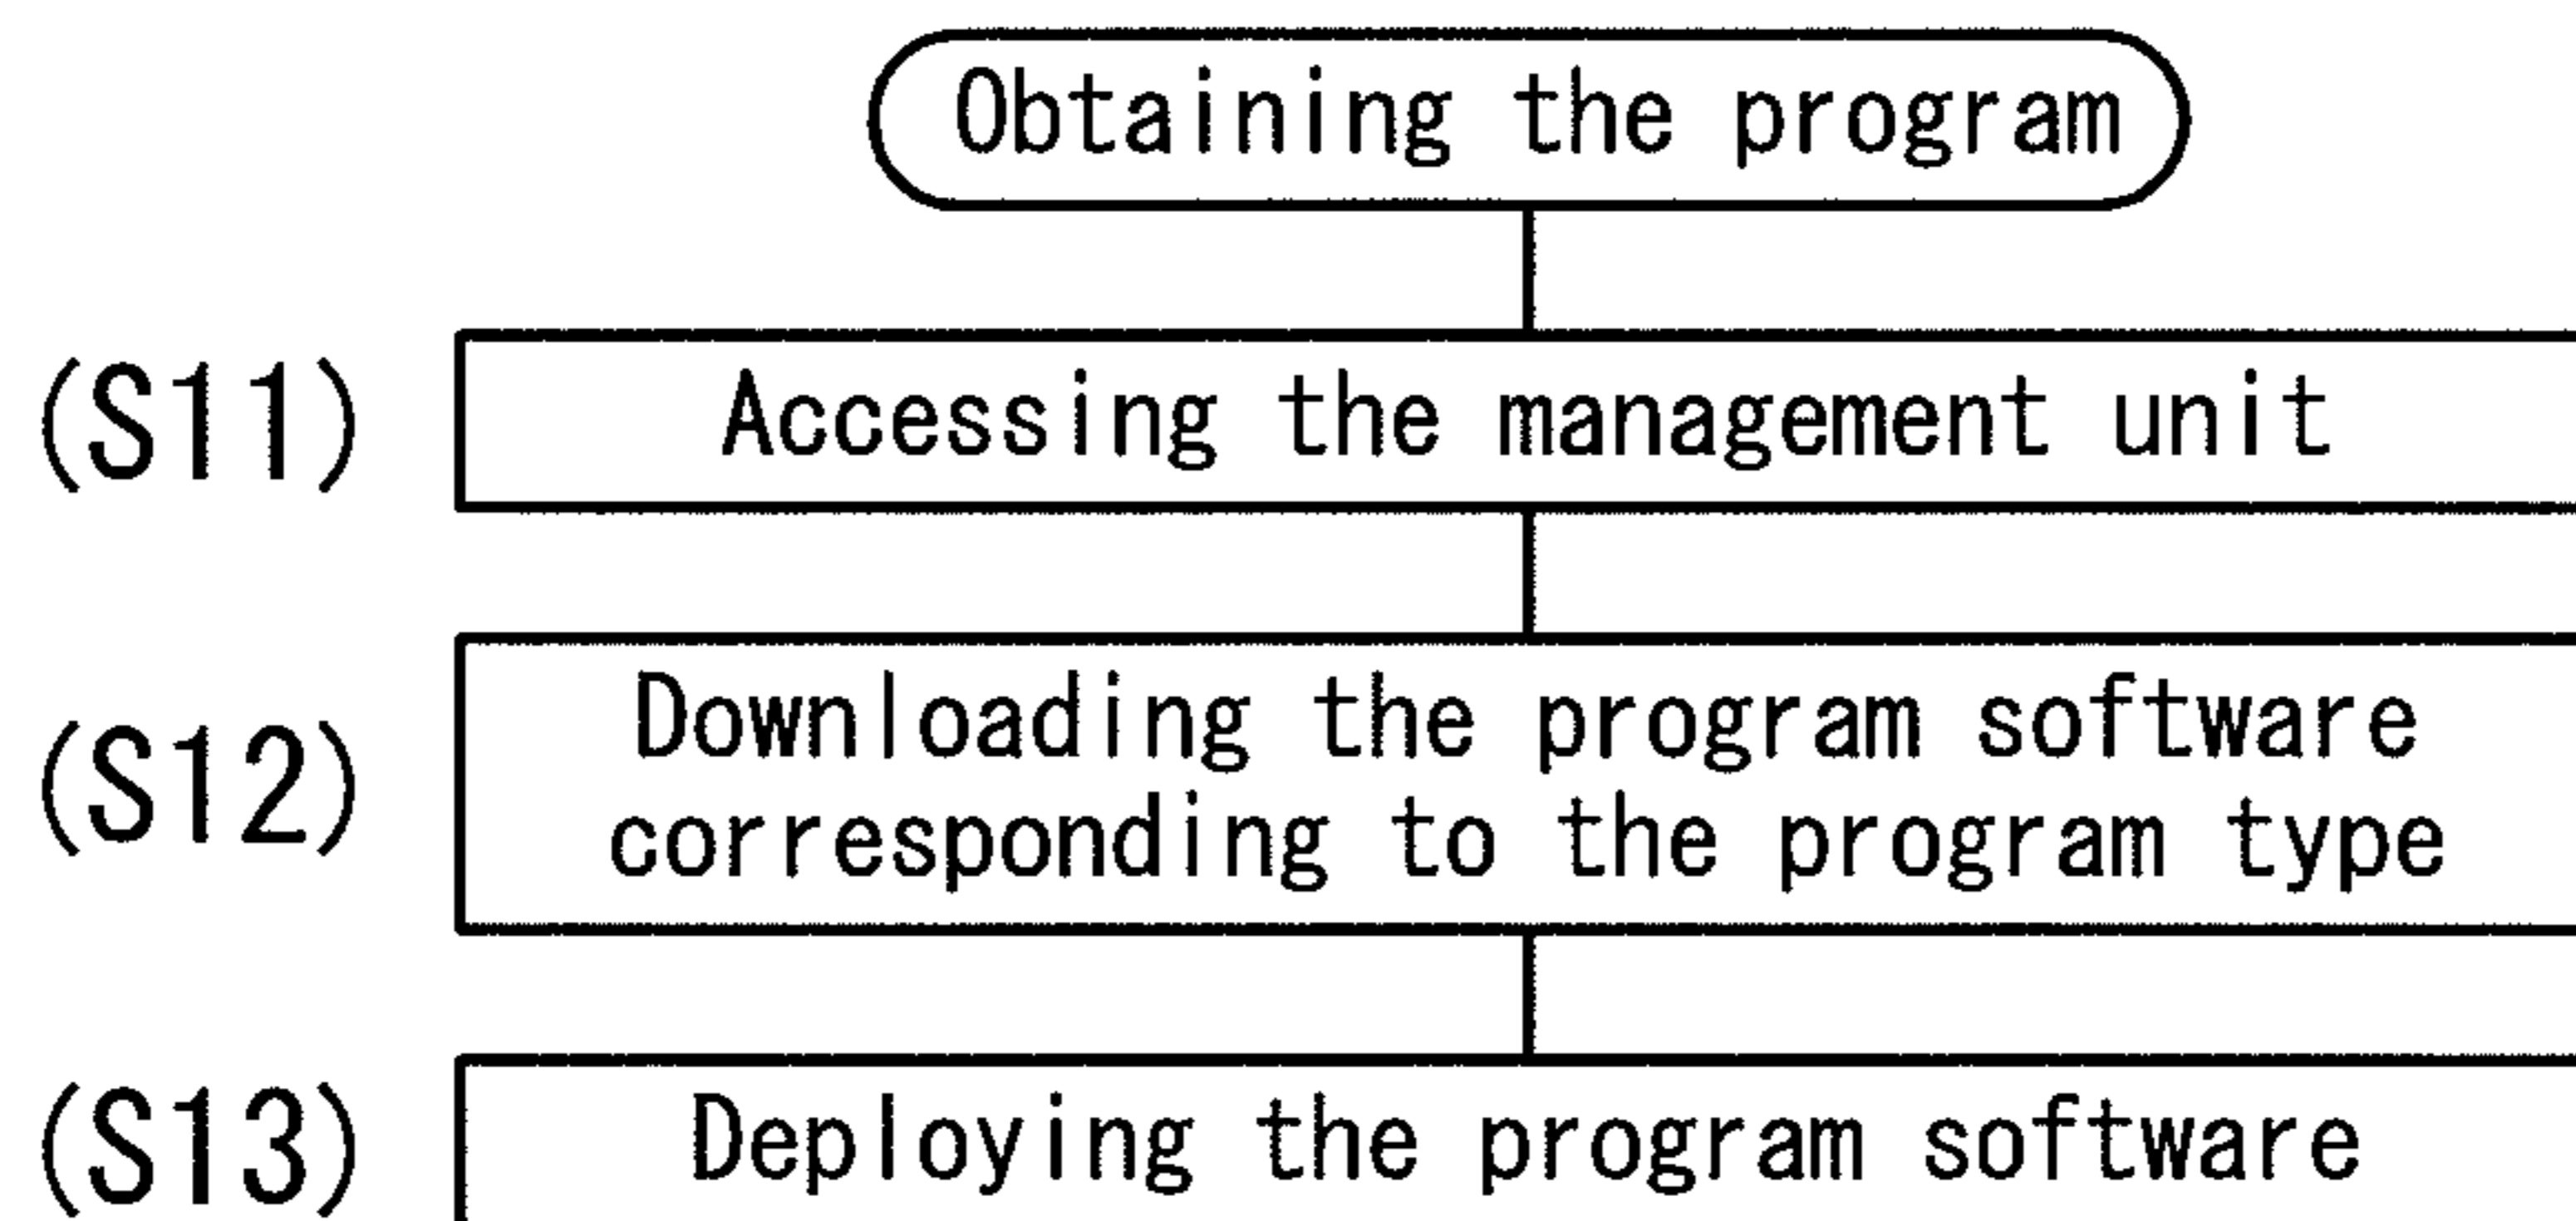 Obtaining the program
(S11) Accessing the management unit
(S12) Downloading the program software
corresponding to the program type
(S13) Deploying the program software